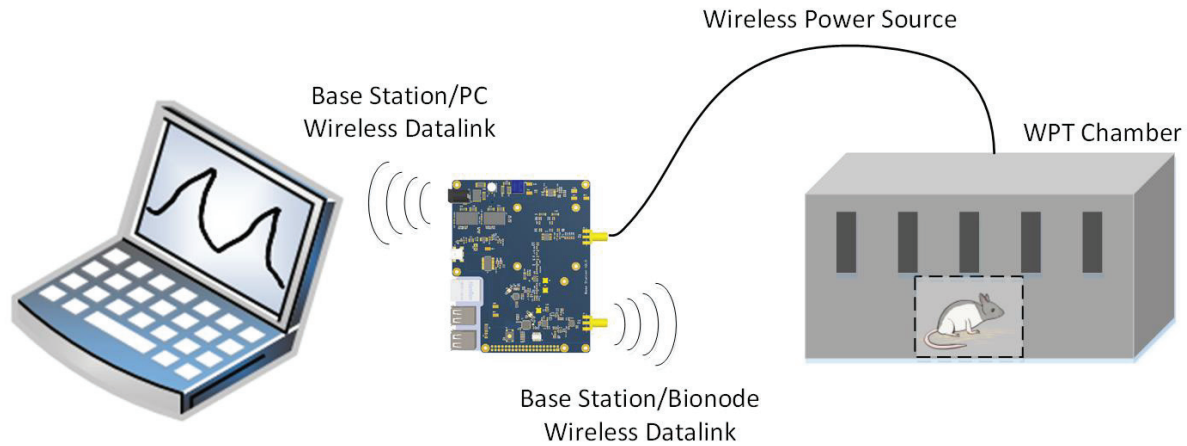 Wireless Power Source
Base Station/PC
Wireless Datalink
WPT Chamber
Base Station/Bionode
Wireless Datalink